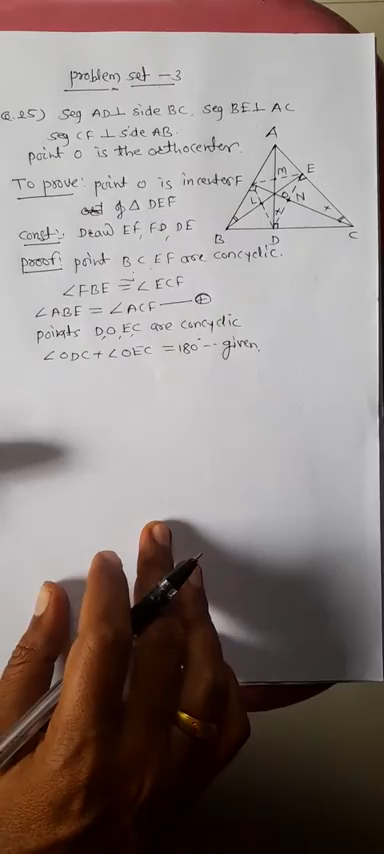 problem set -3
Q.25) seg AD⊥ side BC. seg BE⊥ AC
seg CF ⊥ side AB.
point O is the orthocenter.
To prove: point O is incenter
of △ DEF
Const:. Draw EF, FD, DE
proof: point B C, E F are concyclic.
∠FBE ≅ ∠ECF
∠ABE = ∠ACF —
points D, O, E C are concyclic
∠ODC + ∠OEC = 180° -- given.
A
M
E
F
L
O
N
x
x
B
D
C